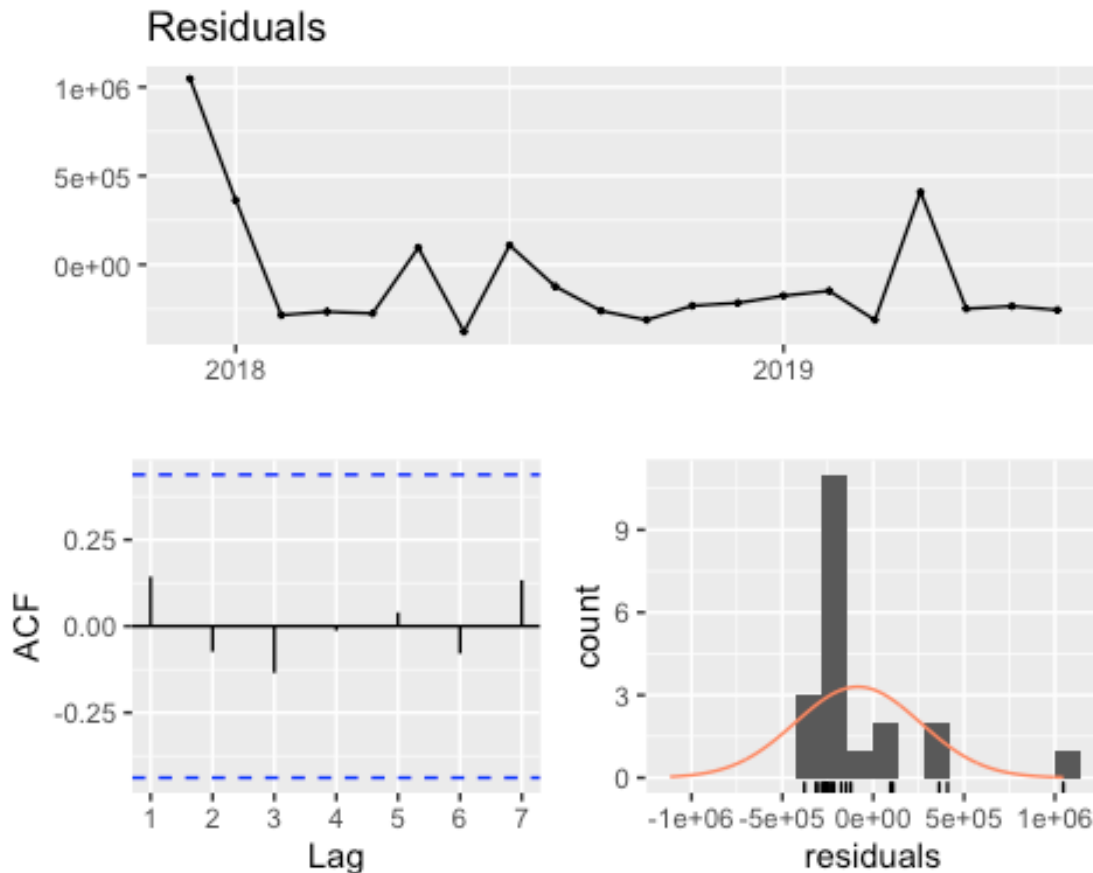 Residuals
1e+06
5e+05
0e+00
2018 2019
ACF
0.25
0.00
-0.25
1 2 3 4 5 6 7
Lag
count
9
6
3
0
-1e+06 -5e+05 0e+00 5e+05 1e+06
residuals